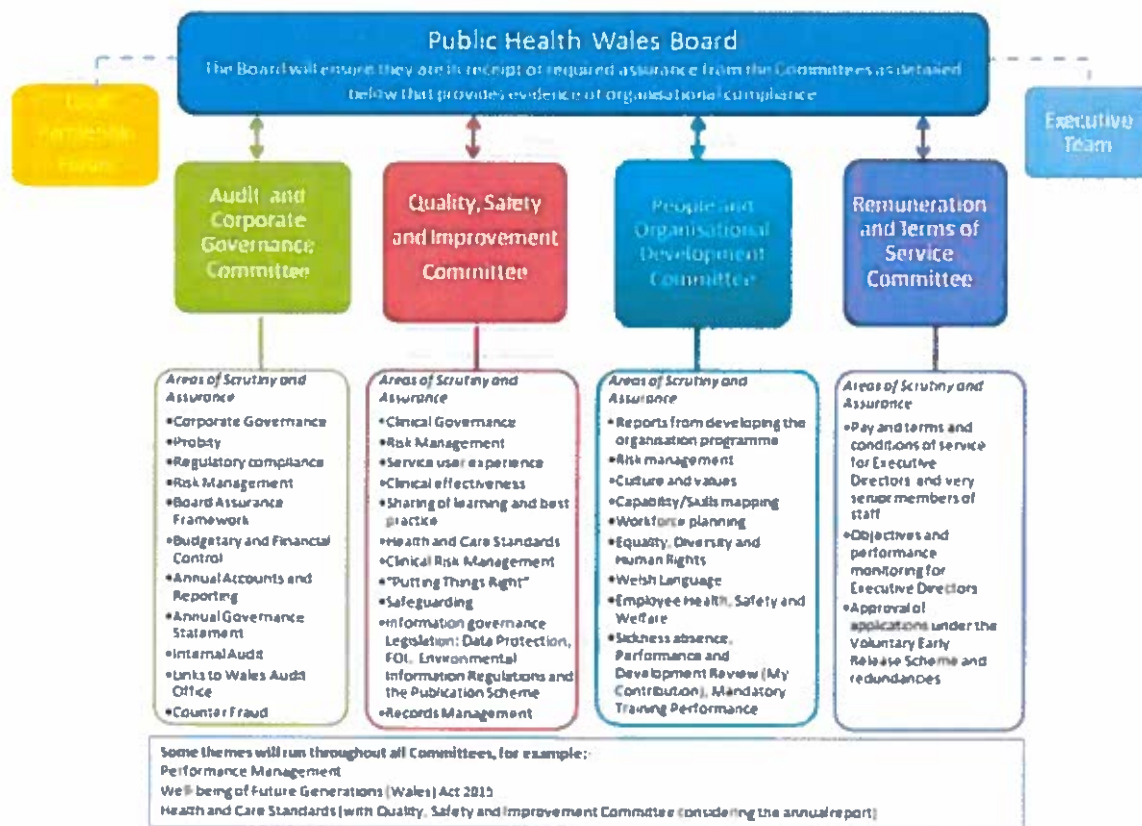 Public Health Wales Board
The Board will ensure they are in receipt of required assurance from the Committees as detailed
below that provides evidence of organisational compliance
Local
Partnership
Forum
Executive
Team
Audit and
Corporate
Governance
Committee
Quality, Safety
and Improvement
Committee
People and
Organisational
Development
Committee
Remuneration
and Terms of
Service
Committee
Areas of Scrutiny and
Assurance
•Corporate Governance
•Probity
•Regulatory compliance
•Risk Management
•Board Assurance
Framework
•Budgetary and Financial
Control
•Annual Accounts and
Reporting
•Annual Governance
Statement
•Internal Audit
•Links to Wales Audit
Office
•Counter Fraud
Areas of Scrutiny and
Assurance
•Clinical Governance
•Risk Management
•Service user experience
•Clinical effectiveness
•Sharing of learning and best
practice
•Health and Care Standards
•Clinical Risk Management
•"Putting Things Right"
•Safeguarding
•Information governance
Legislation: Data Protection,
FOI, Environmental
Information Regulations and
the Publication Scheme
•Records Management
Areas of Scrutiny and
Assurance
•Reports from developing the
organisation programme
•Risk management
•Culture and values
•Capability/Skills mapping
•Workforce planning
•Equality, Diversity and
Human Rights
•Welsh Language
•Employee Health, Safety and
Welfare
•Sickness absence,
Performance and
Development Review (My
Contribution), Mandatory
Training Performance
Areas of Scrutiny and
Assurance
•Pay and terms and
conditions of service
for Executive
Directors and very
senior members of
staff
•Objectives and
performance
monitoring for
Executive Directors
•Approval of
applications under the
Voluntary Early
Release Scheme and
redundancies
Some themes will run throughout all Committees, for example:-
Performance Management
Well-being of Future Generations (Wales) Act 2015
Health and Care Standards (with Quality, Safety and Improvement Committee considering the annual report)